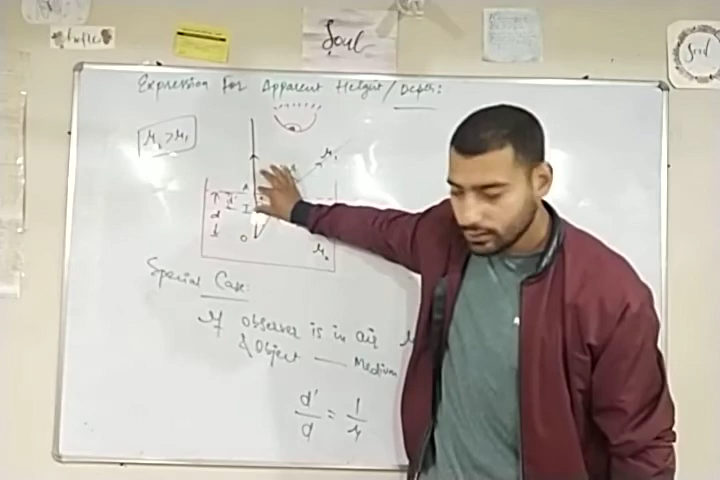 Soul
Soul
Expression For Apparent Height/Depth:
μ₂ > μ₁
μ₁
A
d'
I
d
O
μ₂
Special Case:
If observer is in air
& Object — Medium
d'/d = 1/μ